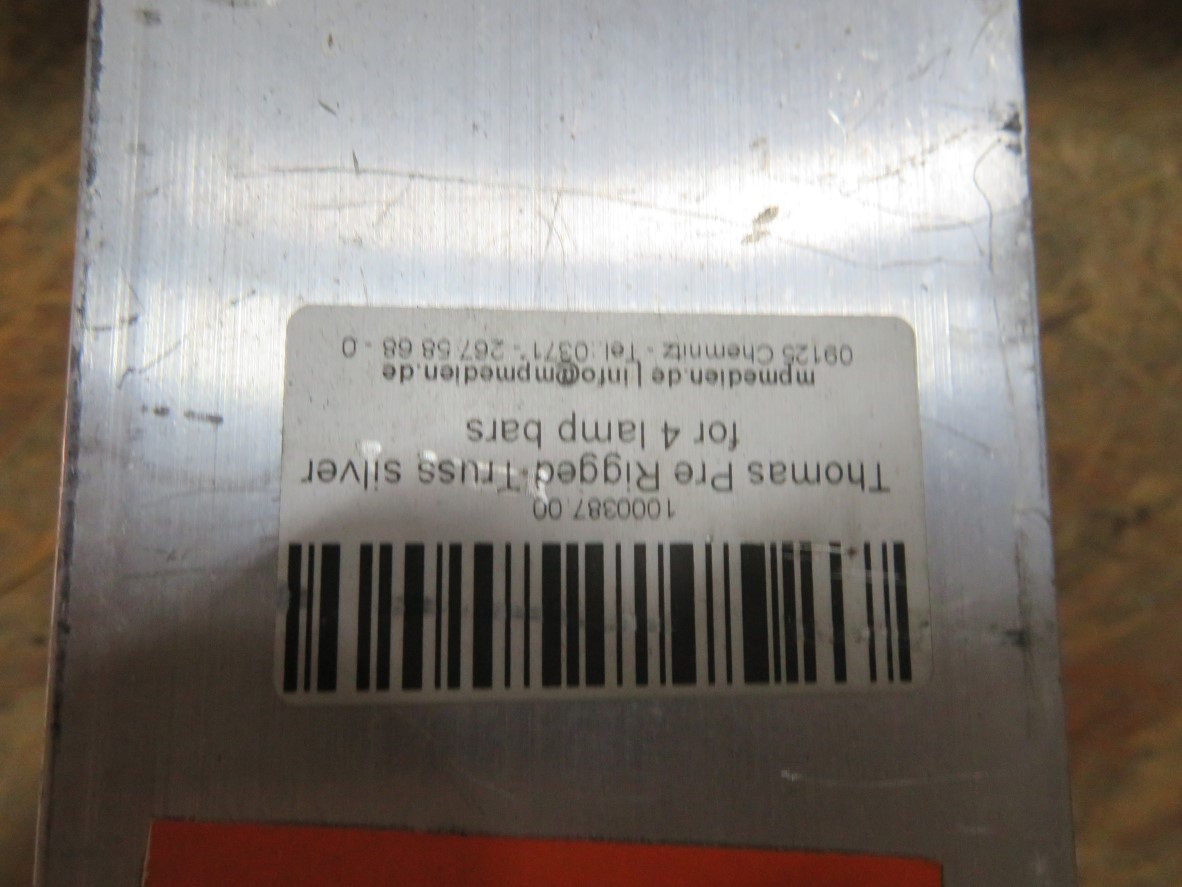 1000387.00
Thomas Pre Rigged Truss silver
for 4 lamp bars
mpmedien.de | info@mpmedien.de
09125 Chemnitz - Tel.:0371 - 267 58 68 - 0